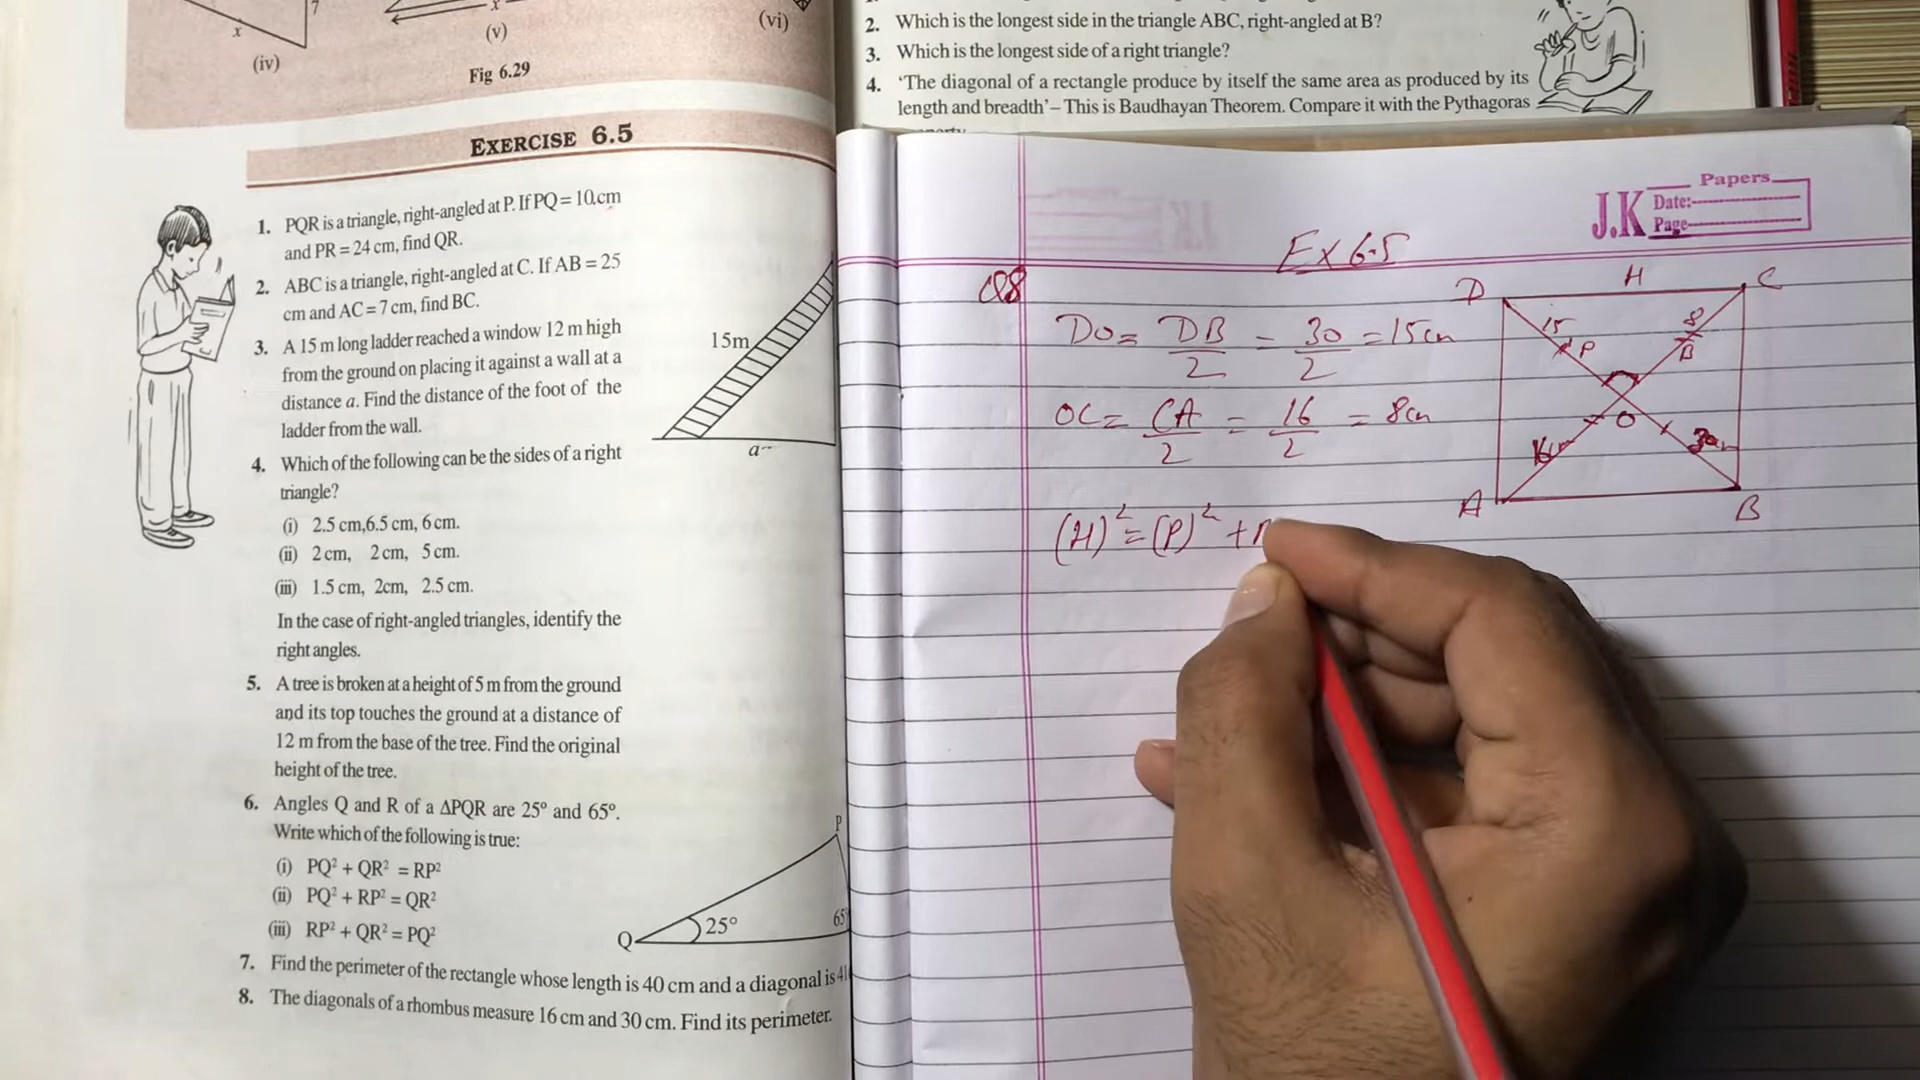 x
7
x
(iv)
(v)
(vi)
Fig 6.29
EXERCISE 6.5
1. PQR is a triangle, right-angled at P. If PQ = 10 cm
and PR = 24 cm, find QR.
2. ABC is a triangle, right-angled at C. If AB = 25
cm and AC = 7 cm, find BC.
3. A 15 m long ladder reached a window 12 m high
from the ground on placing it against a wall at a
distance a. Find the distance of the foot of the
ladder from the wall.
15m
a
4. Which of the following can be the sides of a right
triangle?
(i) 2.5 cm,6.5 cm, 6 cm.
(ii) 2 cm, 2 cm, 5 cm.
(iii) 1.5 cm, 2cm, 2.5 cm.
In the case of right-angled triangles, identify the
right angles.
5. A tree is broken at a height of 5 m from the ground
and its top touches the ground at a distance of
12 m from the base of the tree. Find the original
height of the tree.
6. Angles Q and R of a ΔPQR are 25º and 65º.
Write which of the following is true:
(i) PQ² + QR² = RP²
(ii) PQ² + RP² = QR²
(iii) RP² + QR² = PQ²
P
Q
25º
65
7. Find the perimeter of the rectangle whose length is 40 cm and a diagonal is 41
8. The diagonals of a rhombus measure 16 cm and 30 cm. Find its perimeter.
2. Which is the longest side in the triangle ABC, right-angled at B?
3. Which is the longest side of a right triangle?
4. ‘The diagonal of a rectangle produce by itself the same area as produced by its
length and breadth’– This is Baudhayan Theorem. Compare it with the Pythagoras
J.K Papers
Date:
Page
Ex 6.5
Q8
DO = DB/2 = 30/2 = 15cm
OC = CA/2 = 16/2 = 8cm
(H)² = (P)² +
D H C
15 8
P B
O
16cm
A B